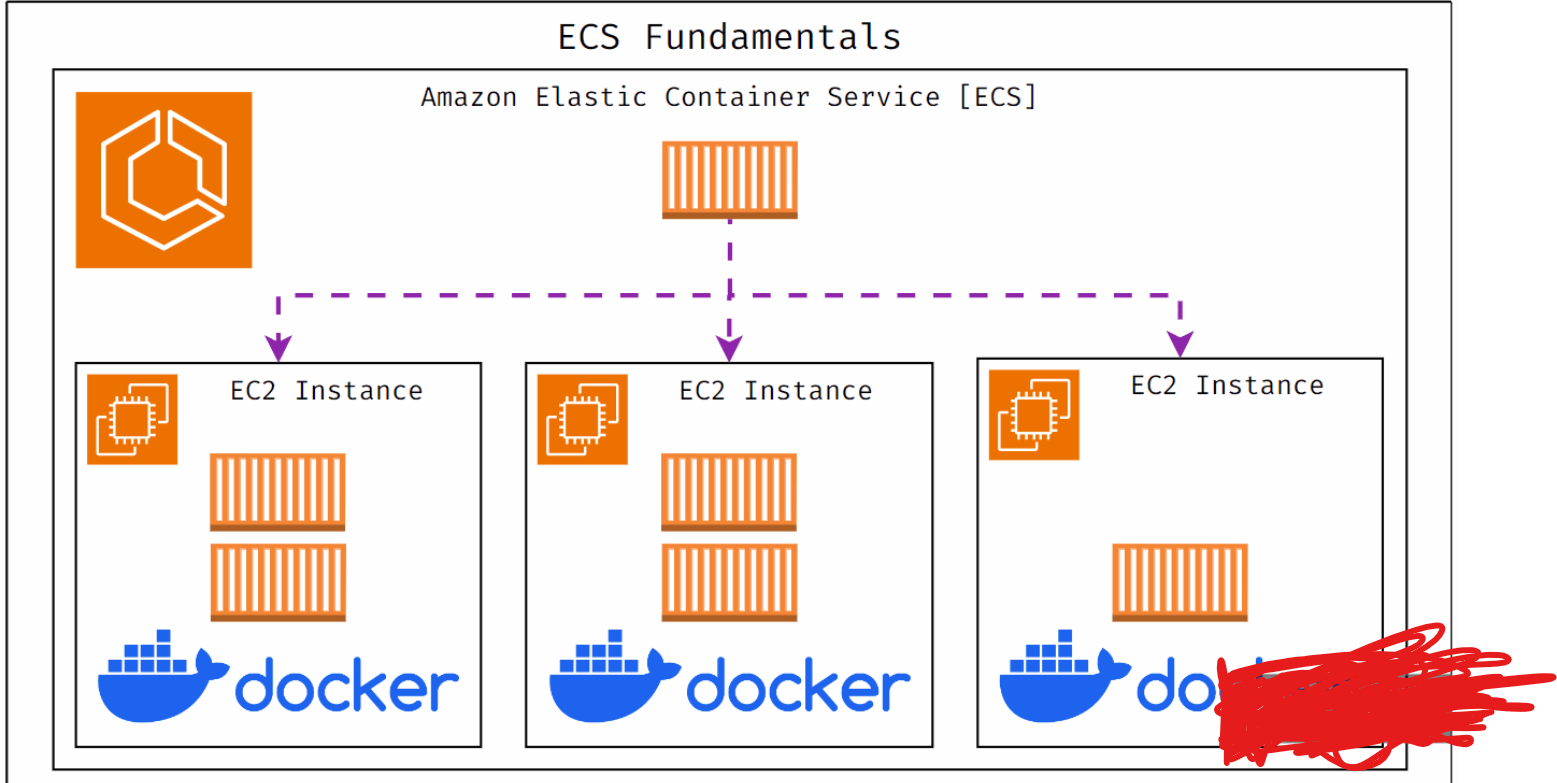 ECS Fundamentals
Amazon Elastic Container Service [ECS]
EC2 Instance
EC2 Instance
EC2 Instance
docker
docker